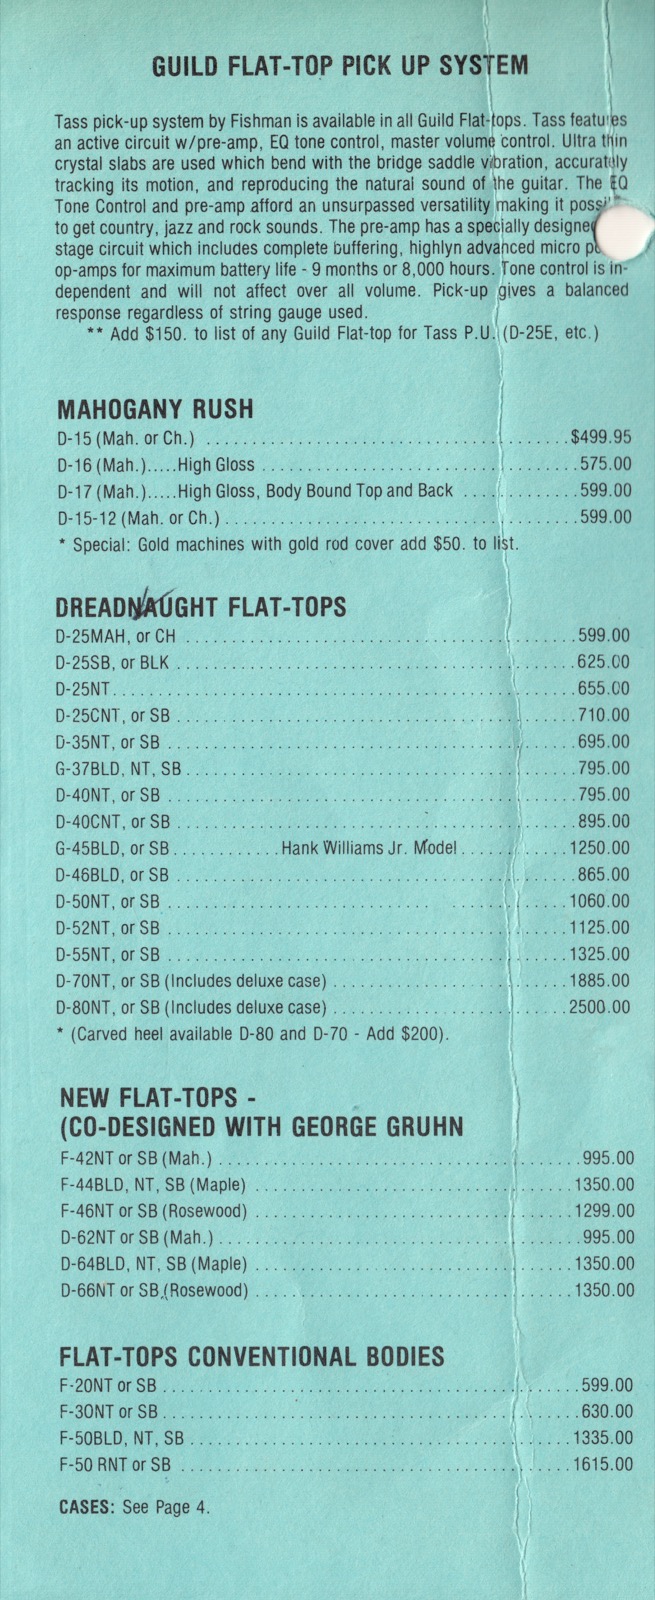 GUILD FLAT-TOP PICK UP SYSTEM
Tass pick-up system by Fishman is available in all Guild Flat-tops. Tass features
an active circuit w/pre-amp, EQ tone control, master volume control. Ultra thin
crystal slabs are used which bend with the bridge saddle vibration, accurately
tracking its motion, and reproducing the natural sound of the guitar. The EQ
Tone Control and pre-amp afford an unsurpassed versatility making it
to get country, jazz and rock sounds. The pre-amp has a specially
stage circuit which includes complete buffering, highlyn advanced micro
op-amps for maximum battery life - 9 months or 8,000 hours. Tone control is in-
dependent and will not affect over all volume. Pick-up gives a balanced
response regardless of string gauge used.
** Add $150. to list of any Guild Flat-top for Tass P.U. (D-25E, etc.)
MAHOGANY RUSH
D-15 (Mah. or Ch.) ........ $499.95
D-16 (Mah.).....High Gloss ........ 575.00
D-17 (Mah.).....High Gloss, Body Bound Top and Back ........ 599.00
D-15-12 (Mah. or Ch.) ........ 599.00
* Special: Gold machines with gold rod cover add $50. to list.
DREADNAUGHT FLAT-TOPS
D-25MAH, or CH ........ 599.00
D-25SB, or BLK ........ 625.00
D-25NT ........ 655.00
D-25CNT, or SB ........ 710.00
D-35NT, or SB ........ 695.00
G-37BLD, NT, SB ........ 795.00
D-40NT, or SB ........ 795.00
D-40CNT, or SB ........ 895.00
G-45BLD, or SB ........ Hank Williams Jr. Model ........ 1250.00
D-46BLD, or SB ........ 865.00
D-50NT, or SB ........ 1060.00
D-52NT, or SB ........ 1125.00
D-55NT, or SB ........ 1325.00
D-70NT, or SB (Includes deluxe case) ........ 1885.00
D-80NT, or SB (Includes deluxe case) ........ 2500.00
* (Carved heel available D-80 and D-70 - Add $200).
NEW FLAT-TOPS -
(CO-DESIGNED WITH GEORGE GRUHN
F-42NT or SB (Mah.) ........ 995.00
F-44BLD, NT, SB (Maple) ........ 1350.00
F-46NT or SB (Rosewood) ........ 1299.00
D-62NT or SB (Mah.) ........ 995.00
D-64BLD, NT, SB (Maple) ........ 1350.00
D-66NT or SB (Rosewood) ........ 1350.00
FLAT-TOPS CONVENTIONAL BODIES
F-20NT or SB ........ 599.00
F-30NT or SB ........ 630.00
F-50BLD, NT, SB ........ 1335.00
F-50 RNT or SB ........ 1615.00
CASES: See Page 4.